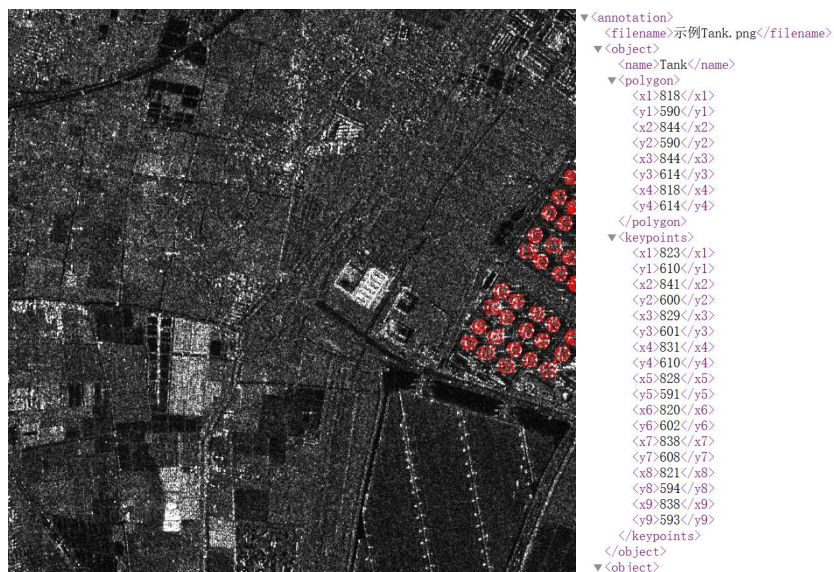 ▼<annotation>
<filename>示例Tank.png</filename>
▼<object>
<name>Tank</name>
▼<polygon>
<x1>818</x1>
<y1>590</y1>
<x2>844</x2>
<y2>590</y2>
<x3>844</x3>
<y3>614</y3>
<x4>818</x4>
<y4>614</y4>
</polygon>
▼<keypoints>
<x1>823</x1>
<y1>610</y1>
<x2>841</x2>
<y2>600</y2>
<x3>829</x3>
<y3>601</y3>
<x4>831</x4>
<y4>610</y4>
<x5>828</x5>
<y5>591</y5>
<x6>820</x6>
<y6>602</y6>
<x7>838</x7>
<y7>608</y7>
<x8>821</x8>
<y8>594</y8>
<x9>838</x9>
<y9>593</y9>
</keypoints>
</object>
▼<object>